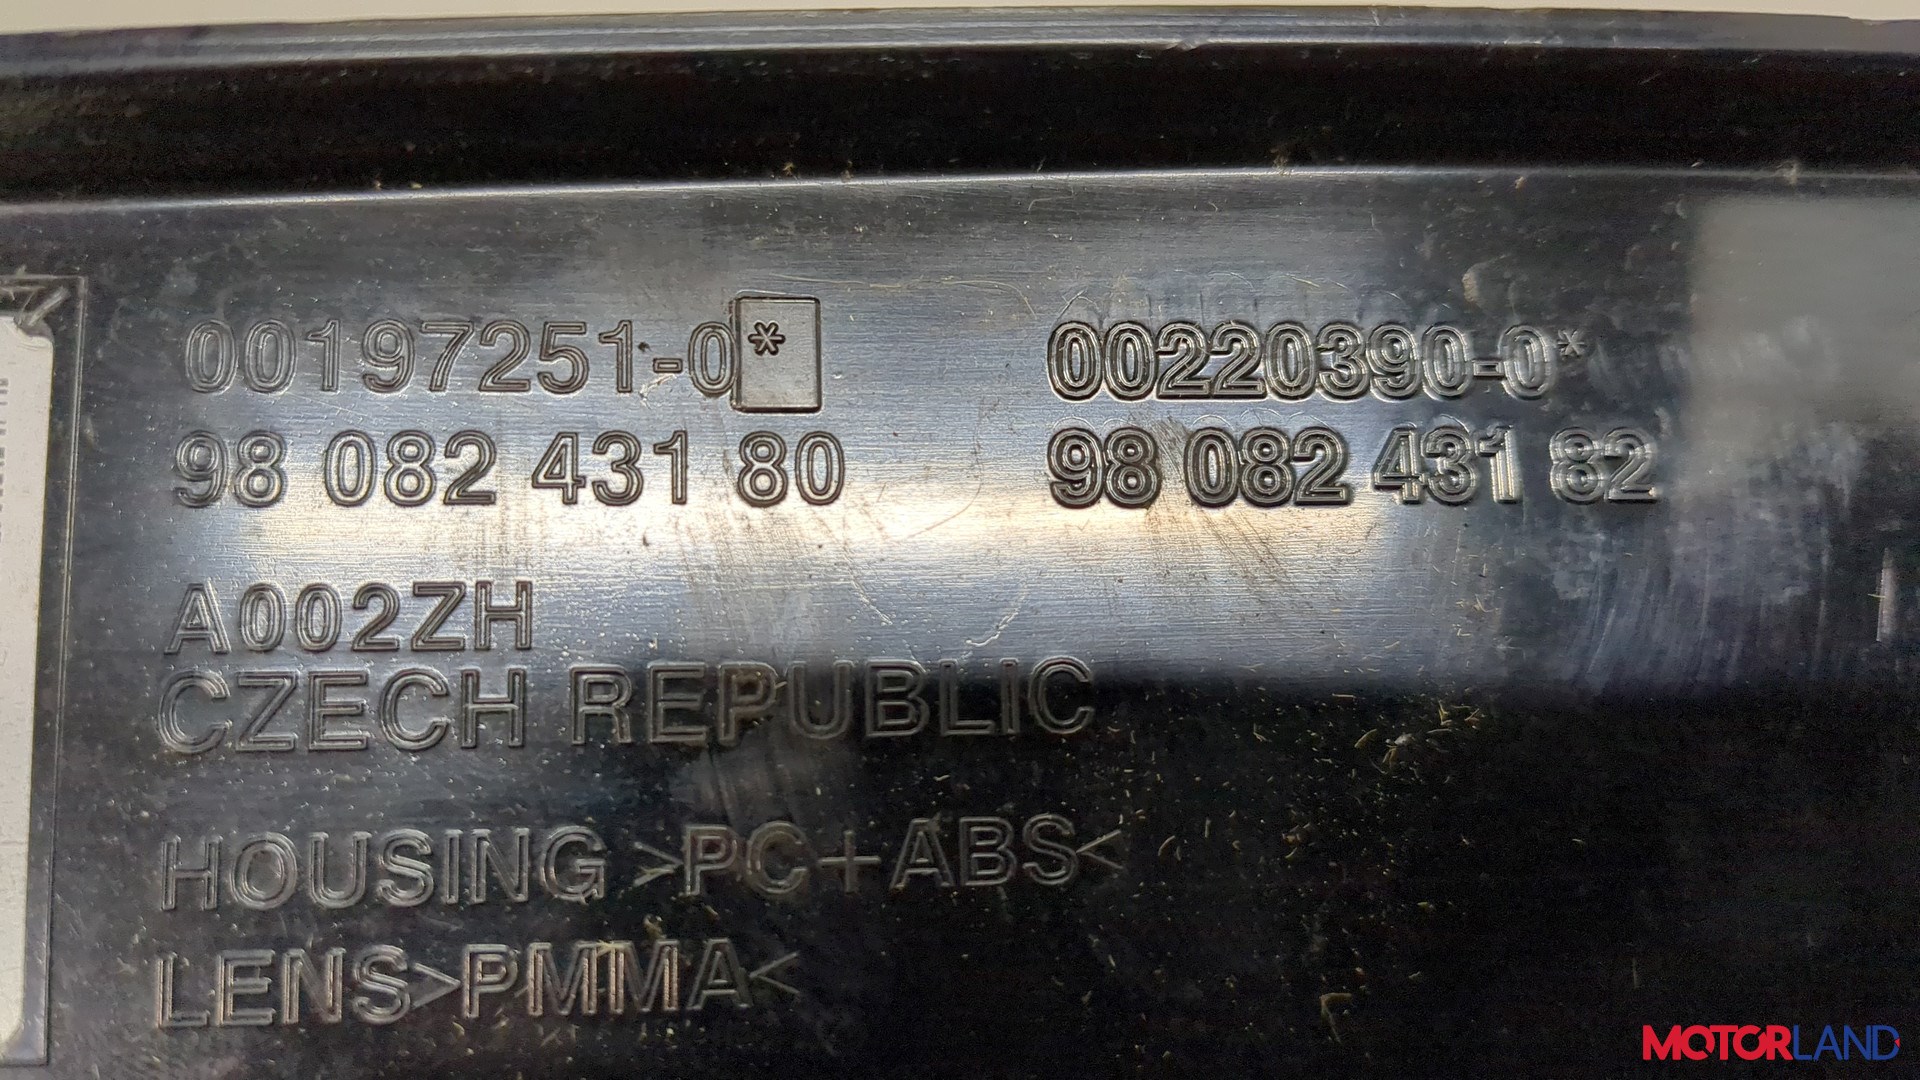 00197251-0* 00220390-0*
98 082 431 80 98 082 431 82
A002ZH
CZECH REPUBLIC
HOUSING >PC+ABS<
LENS>PMMA<
MOTORLAND